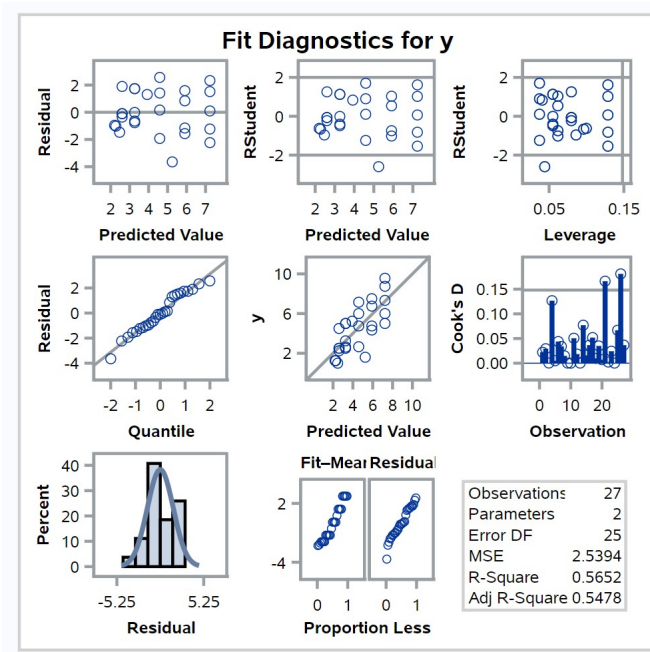 Fit Diagnostics for y
Residual
2
0
-2
-4
2 3 4 5 6 7
Predicted Value
RStudent
2
0
-2
2 3 4 5 6 7
Predicted Value
RStudent
2
0
-2
0.05 0.15
Leverage
Residual
2
0
-2
-4
-2 -1 0 1 2
Quantile
y
10
6
2
2 4 6 8 10
Predicted Value
Cook's D
0.15
0.10
0.05
0.00
0 10 20
Observation
Percent
40
30
20
10
0
-5.25 5.25
Residual
Fit–Mear Residual
2
-4
0 1 0 1
Proportion Less
Observations 27
Parameters 2
Error DF 25
MSE 2.5394
R-Square 0.5652
Adj R-Square 0.5478